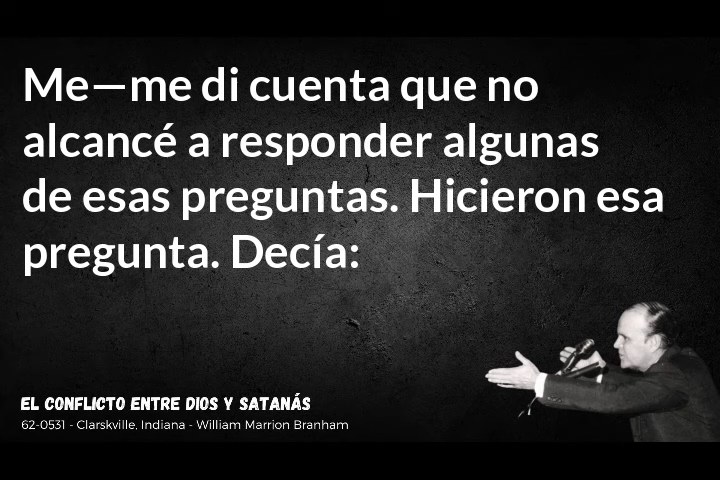 Me—me di cuenta que no
alcancé a responder algunas
de esas preguntas. Hicieron esa
pregunta. Decía:
EL CONFLICTO ENTRE DIOS Y SATANÁS
62-0531 - Clarskville, Indiana - William Marrion Branham